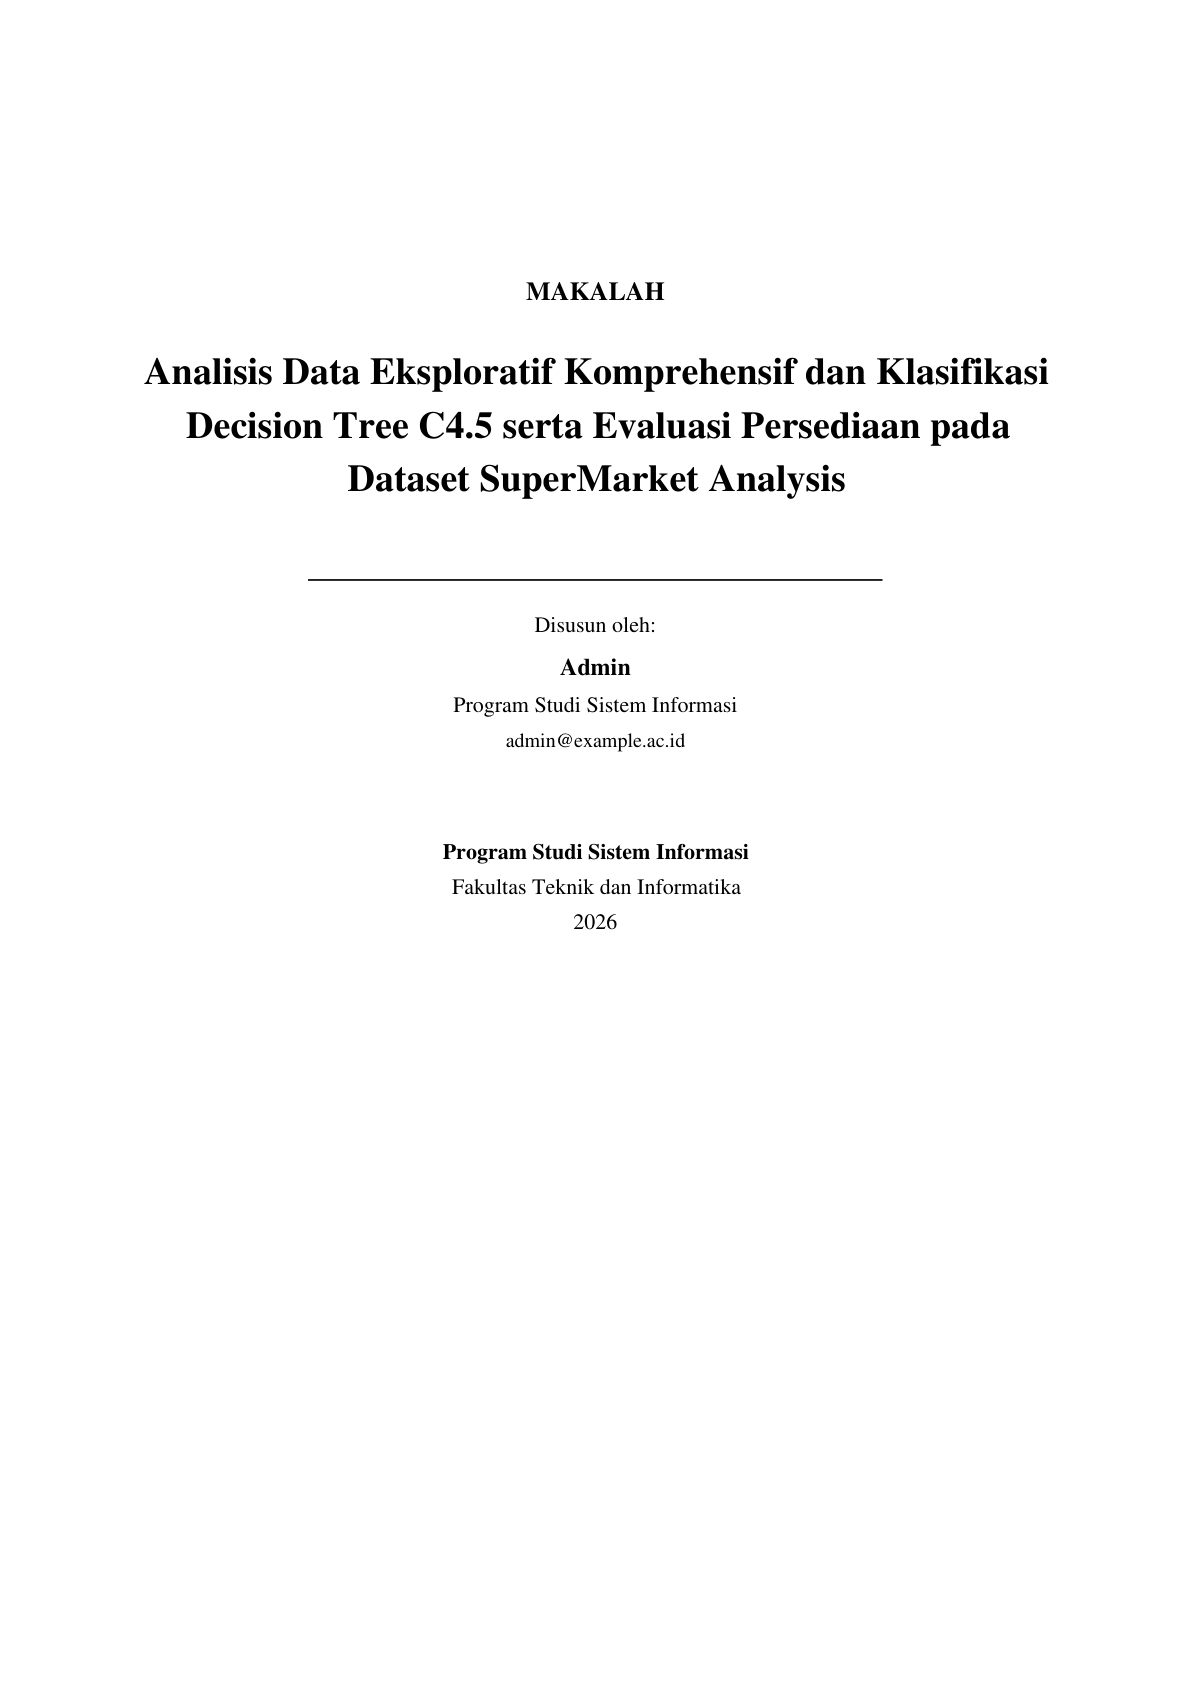 MAKALAH
Analisis Data Eksploratif Komprehensif dan Klasifikasi
Decision Tree C4.5 serta Evaluasi Persediaan pada
Dataset SuperMarket Analysis
Disusun oleh:
Admin
Program Studi Sistem Informasi
admin@example.ac.id
Program Studi Sistem Informasi
Fakultas Teknik dan Informatika
2026